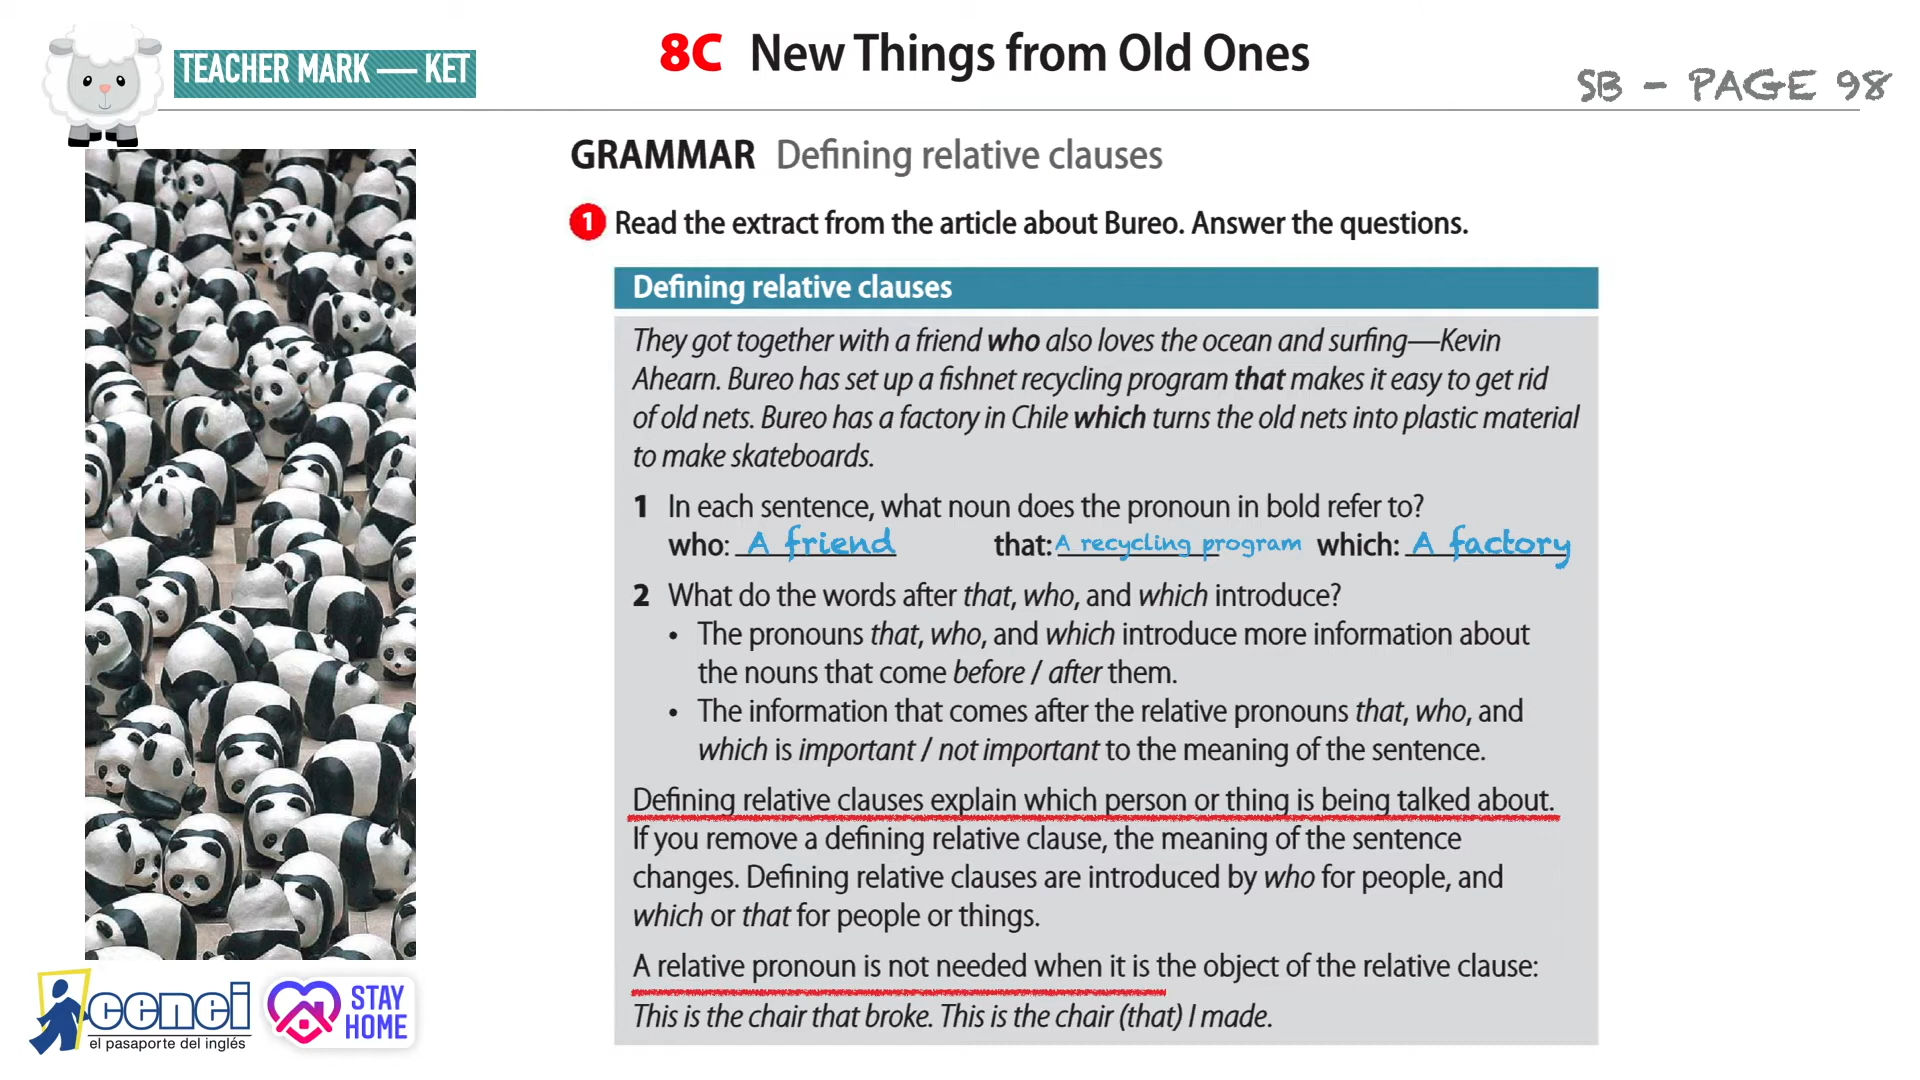 TEACHER MARK — KET
8C New Things from Old Ones
SB - PAGE 98
GRAMMAR Defining relative clauses
1 Read the extract from the article about Bureo. Answer the questions.
Defining relative clauses
They got together with a friend who also loves the ocean and surfing—Kevin
Ahearn. Bureo has set up a fishnet recycling program that makes it easy to get rid
of old nets. Bureo has a factory in Chile which turns the old nets into plastic material
to make skateboards.
1 In each sentence, what noun does the pronoun in bold refer to?
who: A friend that: A recycling program which: A factory
2 What do the words after that, who, and which introduce?
• The pronouns that, who, and which introduce more information about
the nouns that come before / after them.
• The information that comes after the relative pronouns that, who, and
which is important / not important to the meaning of the sentence.
Defining relative clauses explain which person or thing is being talked about.
If you remove a defining relative clause, the meaning of the sentence
changes. Defining relative clauses are introduced by who for people, and
which or that for people or things.
A relative pronoun is not needed when it is the object of the relative clause:
This is the chair that broke. This is the chair (that) I made.
cenei
el pasaporte del inglés
STAY
HOME